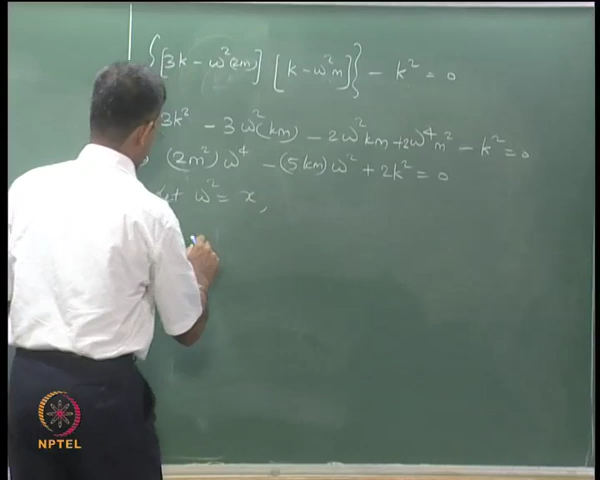 {[3k - ω²(2m)] [k - ω²m]} - k² = 0
3k² - 3ω²(km) - 2ω²km + 2ω⁴m² - k² = 0
(2m²)ω⁴ - (5km)ω² + 2k² = 0
ω² = x,
NPTEL